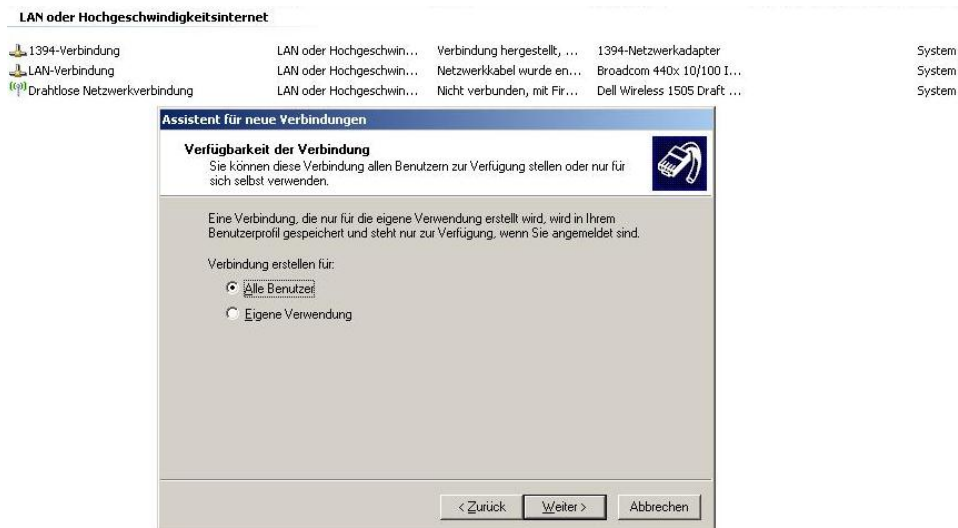 LAN oder Hochgeschwindigkeitsinternet
1394-Verbindung LAN oder Hochgeschwin... Verbindung hergestellt, ... 1394-Netzwerkadapter System
LAN-Verbindung LAN oder Hochgeschwin... Netzwerkkabel wurde en... Broadcom 440x 10/100 I... System
Drahtlose Netzwerkverbindung LAN oder Hochgeschwin... Nicht verbunden, mit Fir... Dell Wireless 1505 Draft ... System
Assistent für neue Verbindungen
Verfügbarkeit der Verbindung
Sie können diese Verbindung allen Benutzern zur Verfügung stellen oder nur für
sich selbst verwenden.
Eine Verbindung, die nur für die eigene Verwendung erstellt wird, wird in Ihrem
Benutzerprofil gespeichert und steht nur zur Verfügung, wenn Sie angemeldet sind.
Verbindung erstellen für:
Alle Benutzer
Eigene Verwendung
< Zurück Weiter > Abbrechen